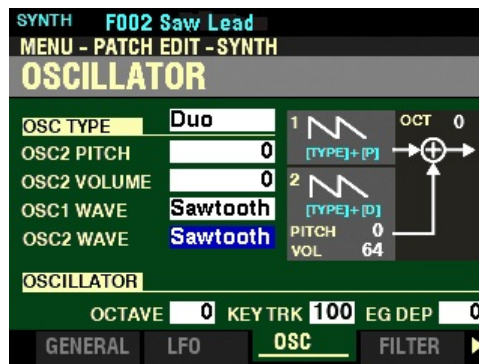 SYNTH F002 Saw Lead
MENU - PATCH EDIT - SYNTH
OSCILLATOR
OSC TYPE Duo
OSC2 PITCH 0
OSC2 VOLUME 0
OSC1 WAVE Sawtooth
OSC2 WAVE Sawtooth
1 OCT 0
[TYPE]+[P]
2
[TYPE]+[D]
PITCH 0
VOL 64
OSCILLATOR
OCTAVE 0 KEY TRK 100 EG DEP 0
GENERAL LFO OSC FILTER